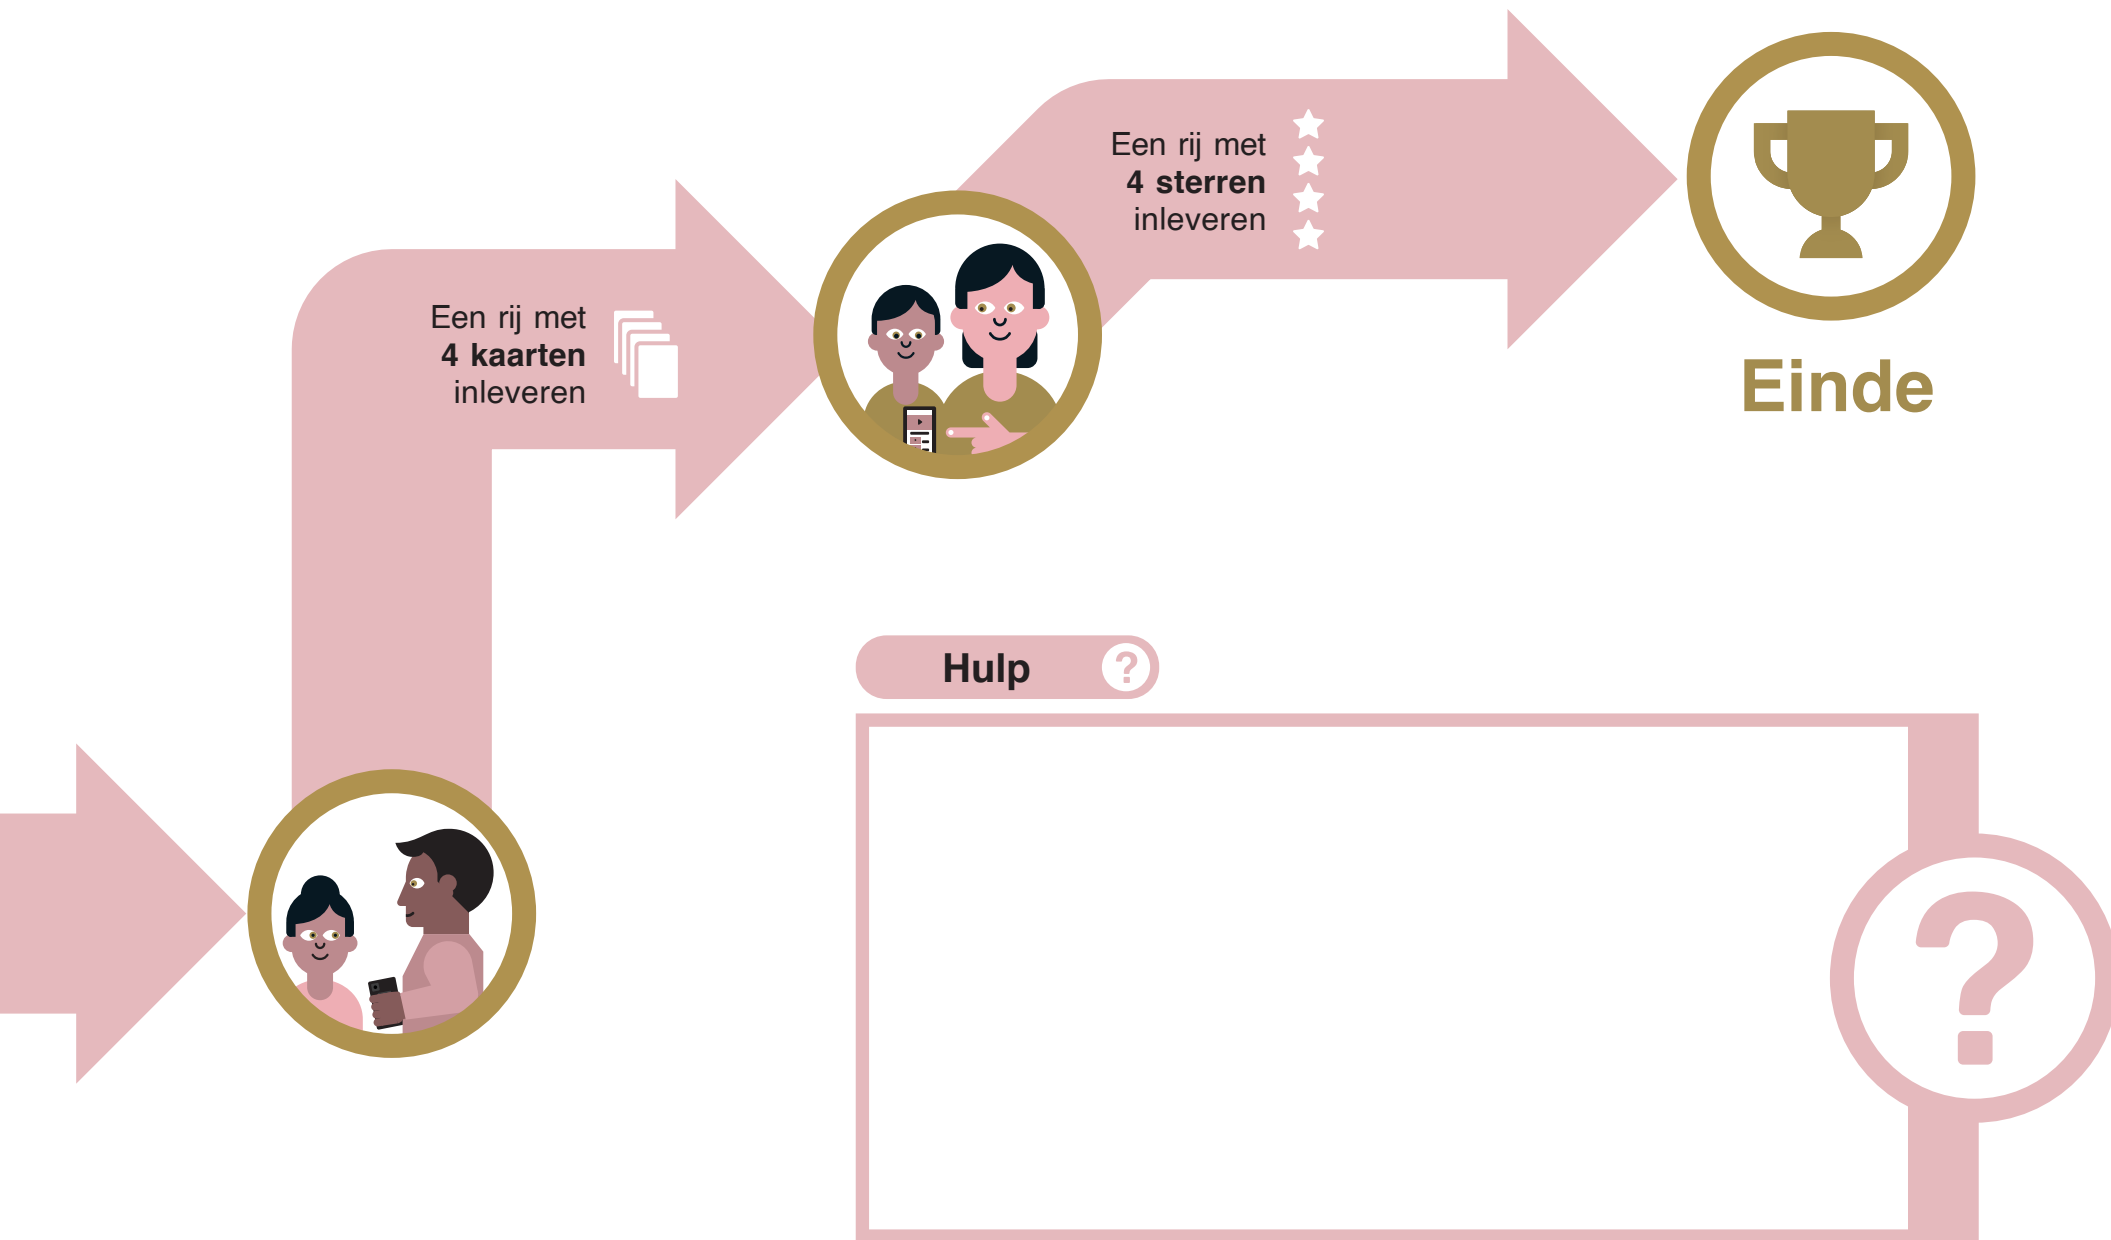 Een rij met
4 sterren
inleveren
Een rij met
4 kaarten
inleveren
Einde
Hulp ?
?